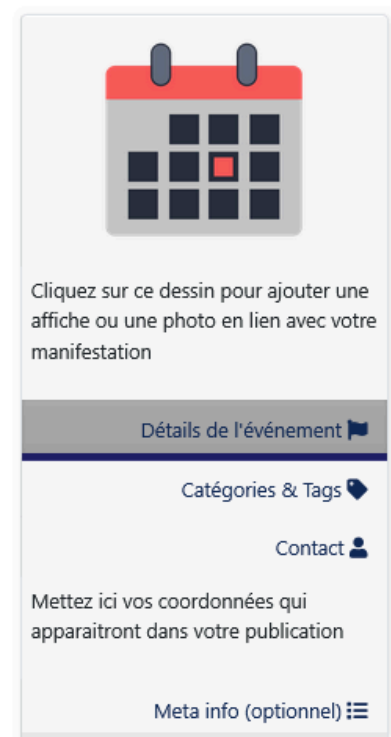 Cliquez sur ce dessin pour ajouter une
affiche ou une photo en lien avec votre
manifestation
Détails de l'événement
Catégories & Tags
Contact
Mettez ici vos coordonnées qui
apparaitront dans votre publication
Meta info (optionnel)